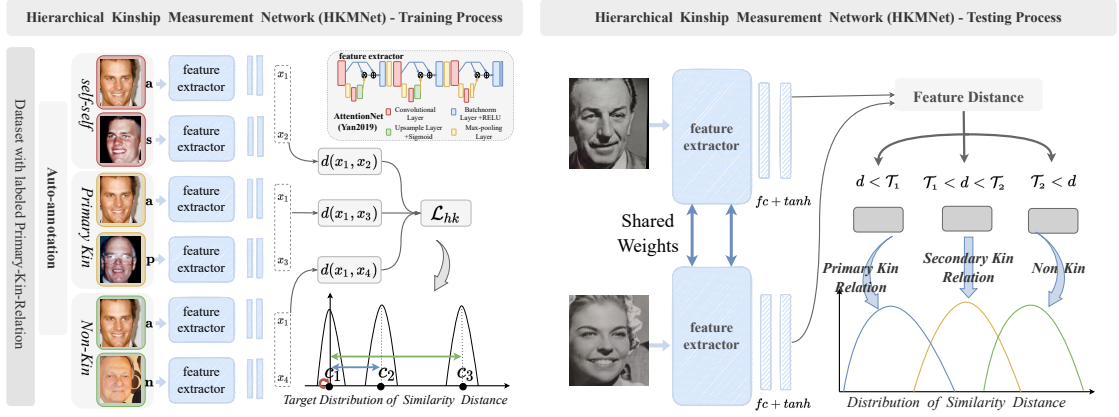 Hierarchical Kinship Measurement Network (HKMNet) - Training Process
Dataset with labeled Primary-Kin-Relation
Auto-annotation
self-self
a
feature
extractor
x₁
s
feature
extractor
x₂
Primary Kin
a
feature
extractor
x₁
p
feature
extractor
x₃
Non-Kin
a
feature
extractor
x₁
n
feature
extractor
x₄
feature extractor
AttentionNet
(Yan2019)
Convolutional
Layer
Batchnorm
Layer +RELU
Upsample Layer
+Sigmoid
Max-pooling
Layer
d(x₁, x₂)
d(x₁, x₃)
d(x₁, x₄)
ℒₕₖ
c₁ c₂ c₃
Target Distribution of Similarity Distance
Hierarchical Kinship Measurement Network (HKMNet) - Testing Process
feature
extractor
fc + tanh
Shared
Weights
feature
extractor
fc + tanh
Feature Distance
d < 𝒯₁ 𝒯₁ < d < 𝒯₂ 𝒯₂ < d
Primary Kin
Relation
Secondary Kin
Relation
Non Kin
Distribution of Similarity Distance